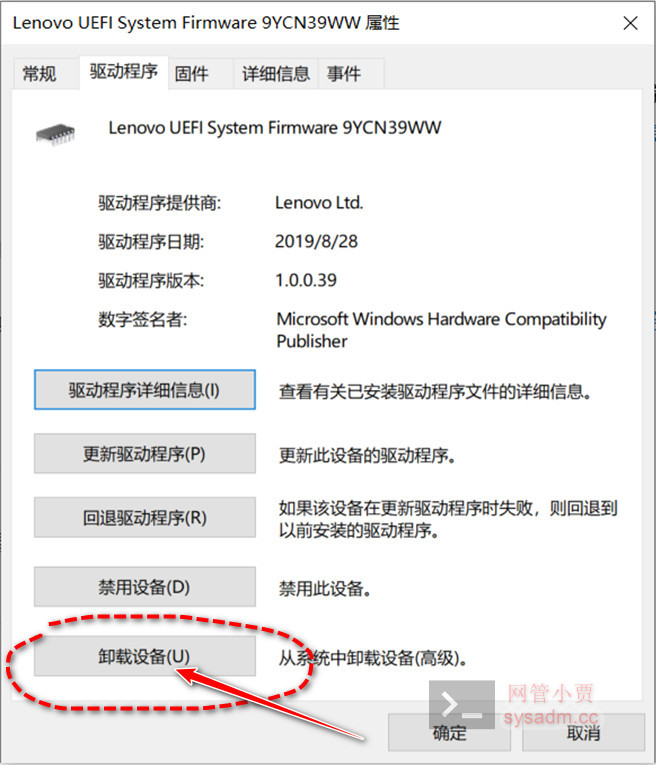 Lenovo UEFI System Firmware 9YCN39WW 属性
常规 驱动程序 固件 详细信息 事件
Lenovo UEFI System Firmware 9YCN39WW
驱动程序提供商: Lenovo Ltd.
驱动程序日期: 2019/8/28
驱动程序版本: 1.0.0.39
数字签名者: Microsoft Windows Hardware Compatibility
Publisher
驱动程序详细信息(I) 查看有关已安装驱动程序文件的详细信息。
更新驱动程序(P) 更新此设备的驱动程序。
回退驱动程序(R) 如果该设备在更新驱动程序时失败，则回退到
以前安装的驱动程序。
禁用设备(D) 禁用此设备。
卸载设备(U) 从系统中卸载设备(高级)。
网管小贾
sysadm.cc
确定 取消